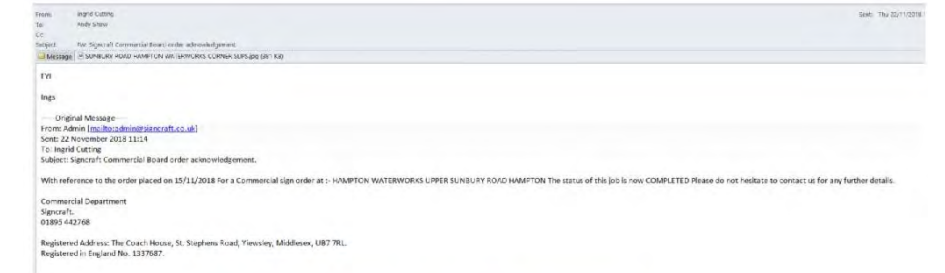 From: Ingrid Cutting Sent: Thu 22/11/2018
To: Andy Shaw
Cc:
Subject: FW: Signcraft Commercial Board order acknowledgement.
Message SUNBURY ROAD HAMPTON WATERWORKS CORNER
FYI
Ings
-----Original Message-----
From: Admin [mailto:admin@signcraft.co.uk]
Sent: 22 November 2018 11:14
To: Ingrid Cutting
Subject: Signcraft Commercial Board order acknowledgement.
With reference to the order placed on 15/11/2018 For a Commercial sign order at :- HAMPTON WATERWORKS UPPER SUNBURY ROAD HAMPTON The status of this job is now COMPLETED Please do not hesitate to contact us for any further details.
Commercial Department
Signcraft.
01895 442768
Registered Address: The Coach House, St. Stephens Road, Yiewsley, Middlesex, UB7 7RL.
Registered in England No. 1337687.